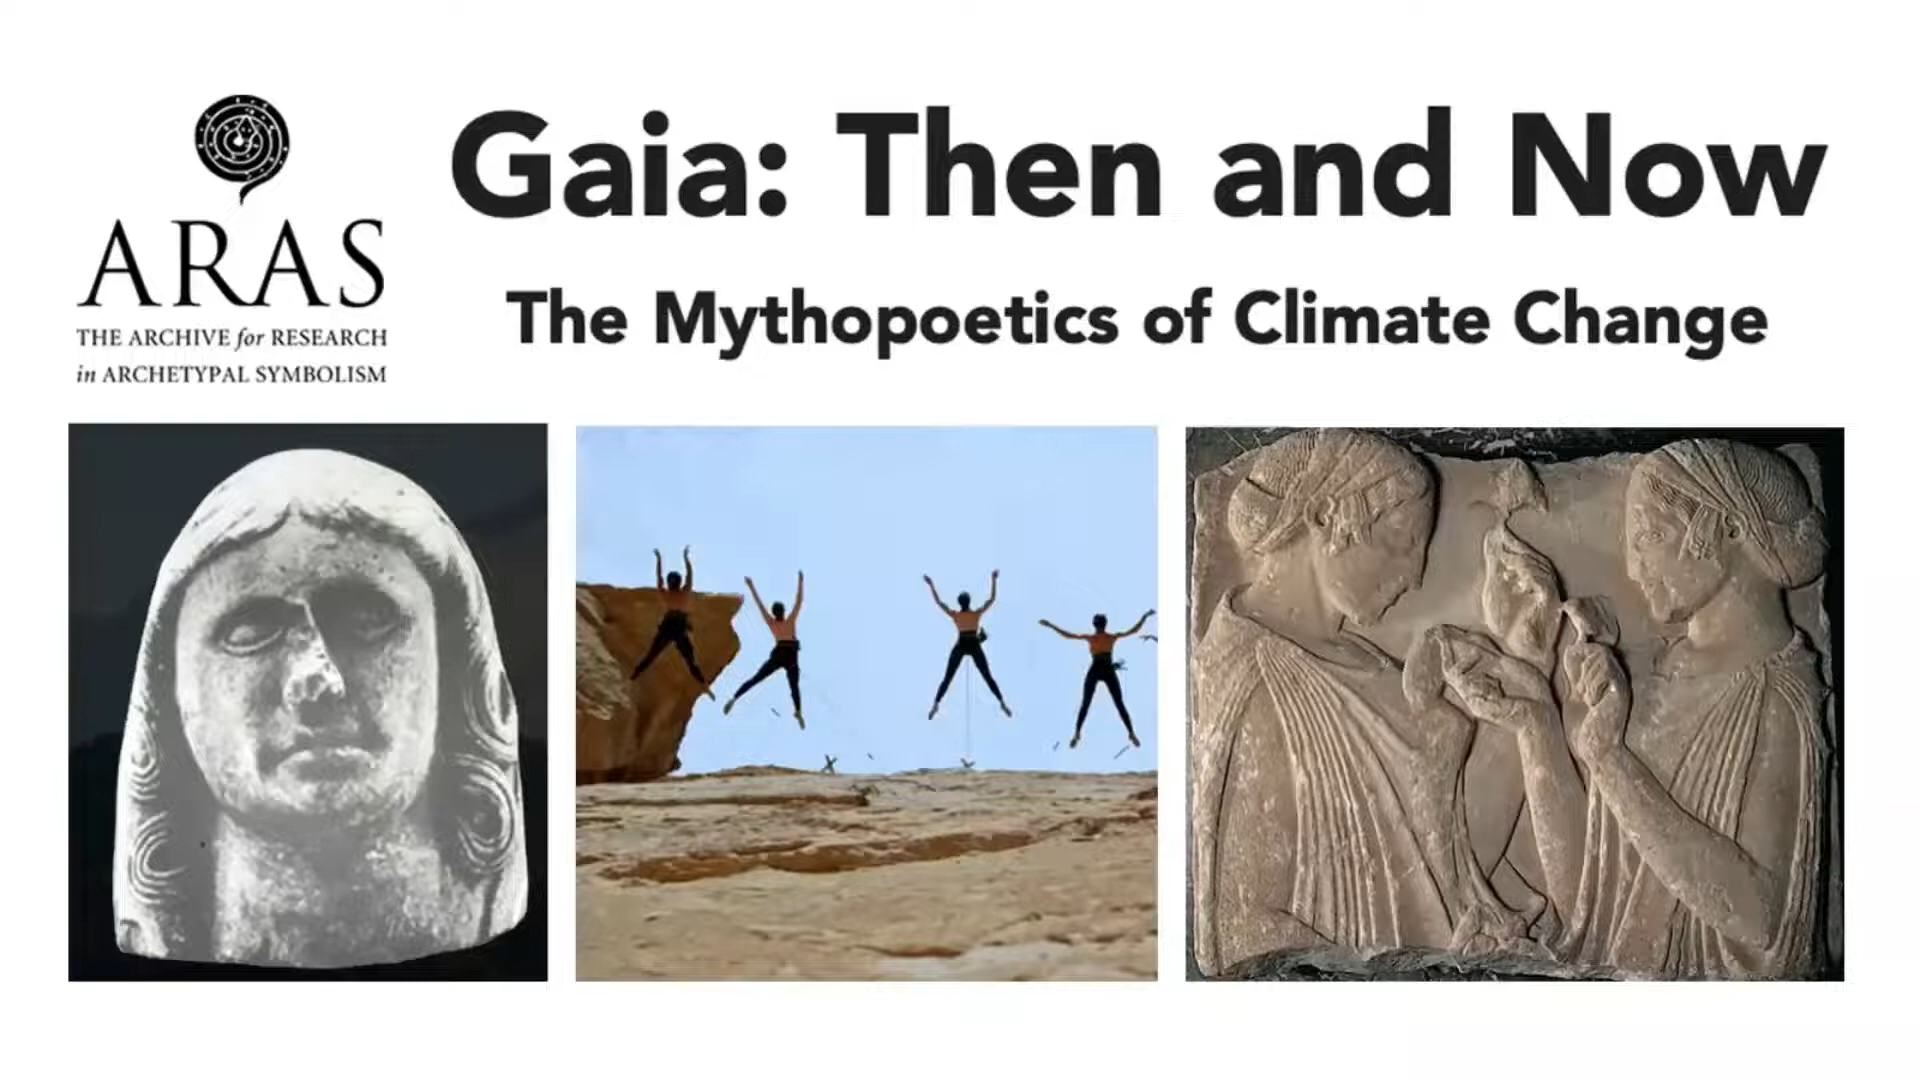 Gaia: Then and Now
The Mythopoetics of Climate Change
ARAS
THE ARCHIVE for RESEARCH
in ARCHETYPAL SYMBOLISM